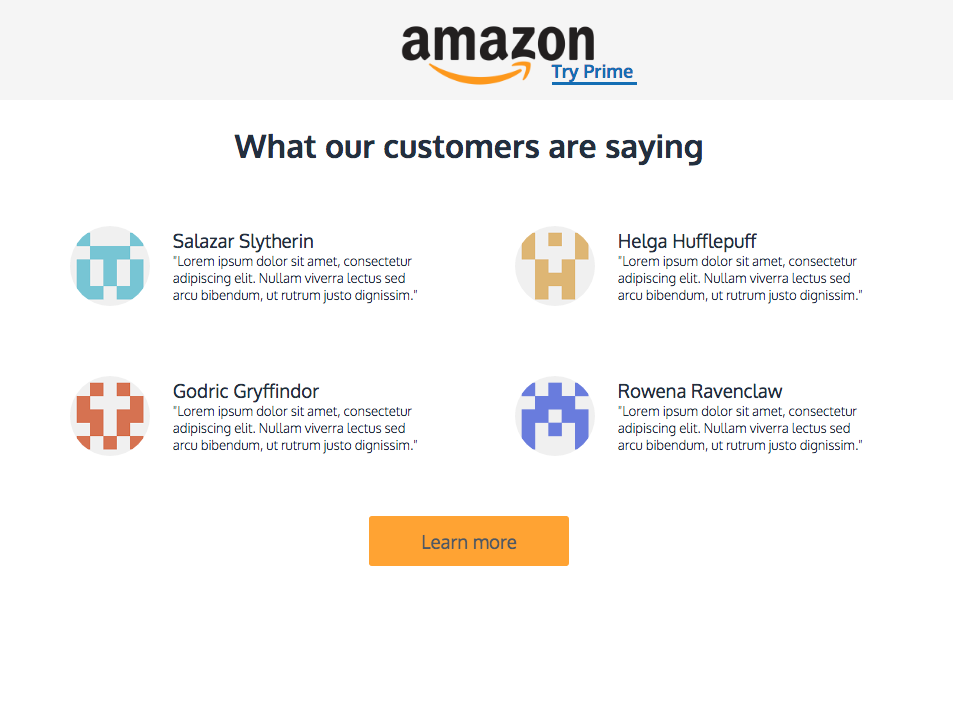 amazon
Try Prime
What our customers are saying
Salazar Slytherin
"Lorem ipsum dolor sit amet, consectetur
adipiscing elit. Nullam viverra lectus sed
arcu bibendum, ut rutrum justo dignissim."
Helga Hufflepuff
"Lorem ipsum dolor sit amet, consectetur
adipiscing elit. Nullam viverra lectus sed
arcu bibendum, ut rutrum justo dignissim."
Godric Gryffindor
"Lorem ipsum dolor sit amet, consectetur
adipiscing elit. Nullam viverra lectus sed
arcu bibendum, ut rutrum justo dignissim."
Rowena Ravenclaw
"Lorem ipsum dolor sit amet, consectetur
adipiscing elit. Nullam viverra lectus sed
arcu bibendum, ut rutrum justo dignissim."
Learn more